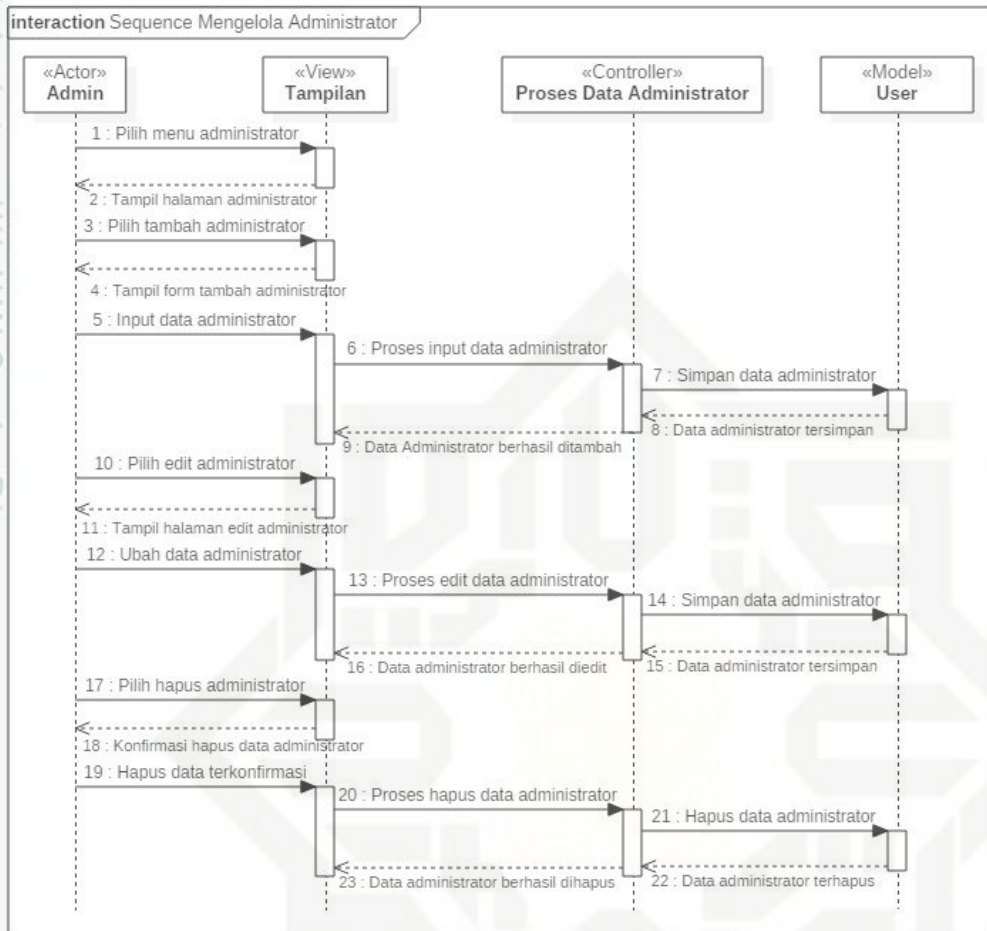 interaction Sequence Mengelola Administrator
«Actor»
Admin
«View»
Tampilan
«Controller»
Proses Data Administrator
«Model»
User
1 : Pilih menu administrator
2 : Tampil halaman administrator
3 : Pilih tambah administrator
4 : Tampil form tambah administrator
5 : Input data administrator
6 : Proses input data administrator
7 : Simpan data administrator
8 : Data administrator tersimpan
9 : Data Administrator berhasil ditambah
10 : Pilih edit administrator
11 : Tampil halaman edit administrator
12 : Ubah data administrator
13 : Proses edit data administrator
14 : Simpan data administrator
15 : Data administrator tersimpan
16 : Data administrator berhasil diedit
17 : Pilih hapus administrator
18 : Konfirmasi hapus data administrator
19 : Hapus data terkonfirmasi
20 : Proses hapus data administrator
21 : Hapus data administrator
22 : Data administrator terhapus
23 : Data administrator berhasil dihapus